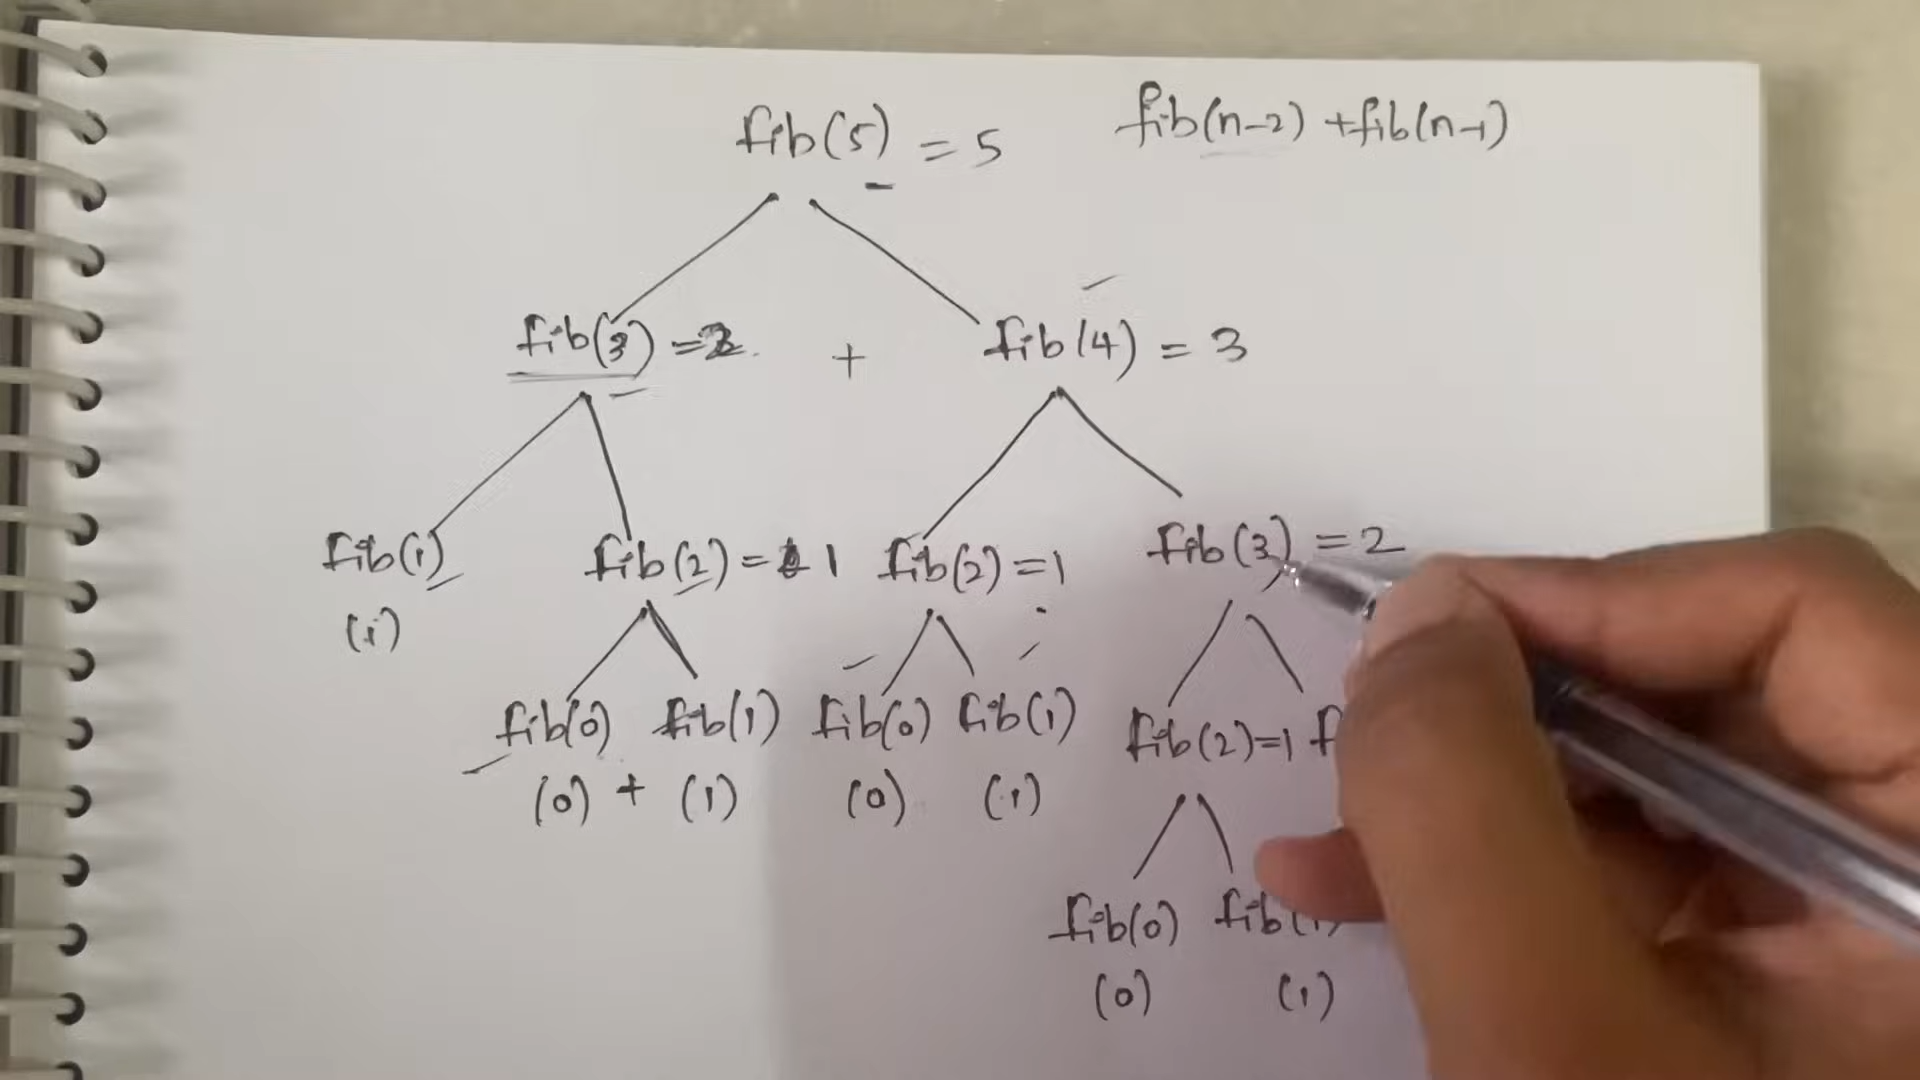 fib(5) = 5 fib(n-2) + fib(n-1)
fib(3) = 2 + fib(4) = 3
fib(1) fib(2) = 1 fib(2) = 1 fib(3) = 2
(1)
fib(0) fib(1) fib(0) fib(1) fib(2)=1
(0) + (1) (0) (1)
fib(0)
(0) (1)